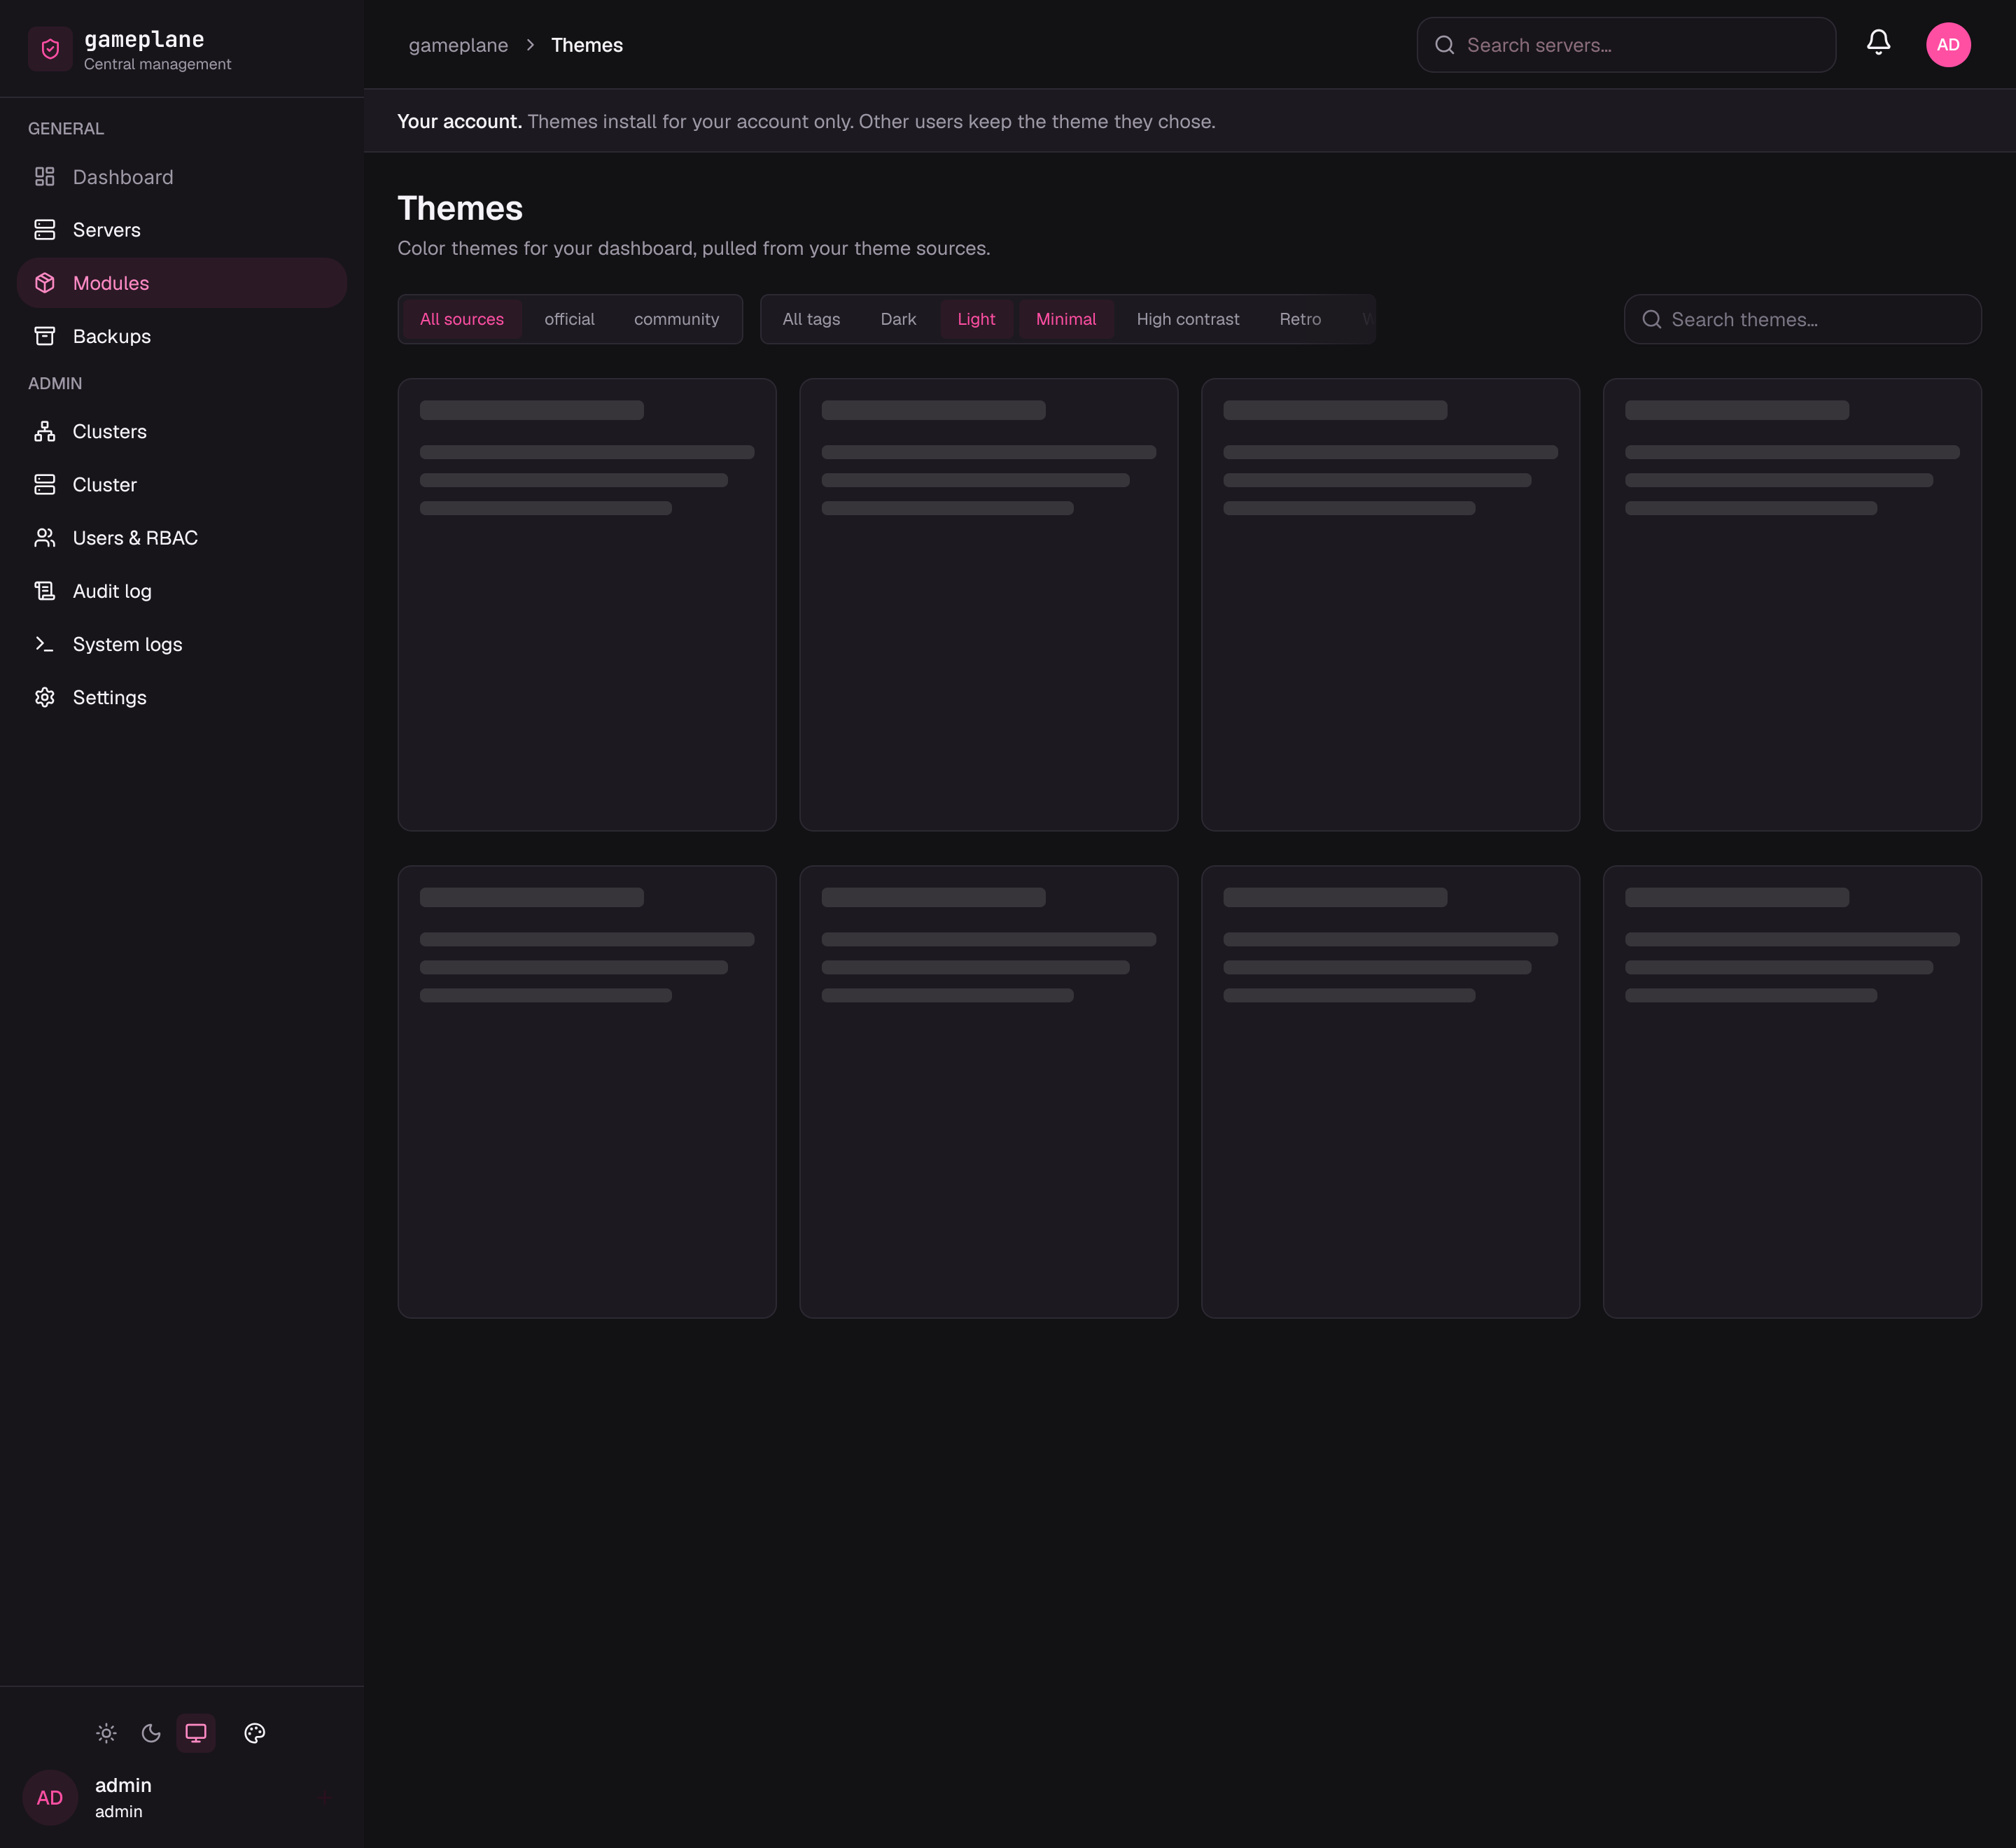 gameplane
Central management
GENERAL
Dashboard
Servers
Modules
Backups
ADMIN
Clusters
Cluster
Users & RBAC
Audit log
System logs
Settings
AD
admin
admin
gameplane > Themes
Search servers...
AD
Your account. Themes install for your account only. Other users keep the theme they chose.
Themes
Color themes for your dashboard, pulled from your theme sources.
All sources official community
All tags Dark Light Minimal High contrast Retro
Search themes...